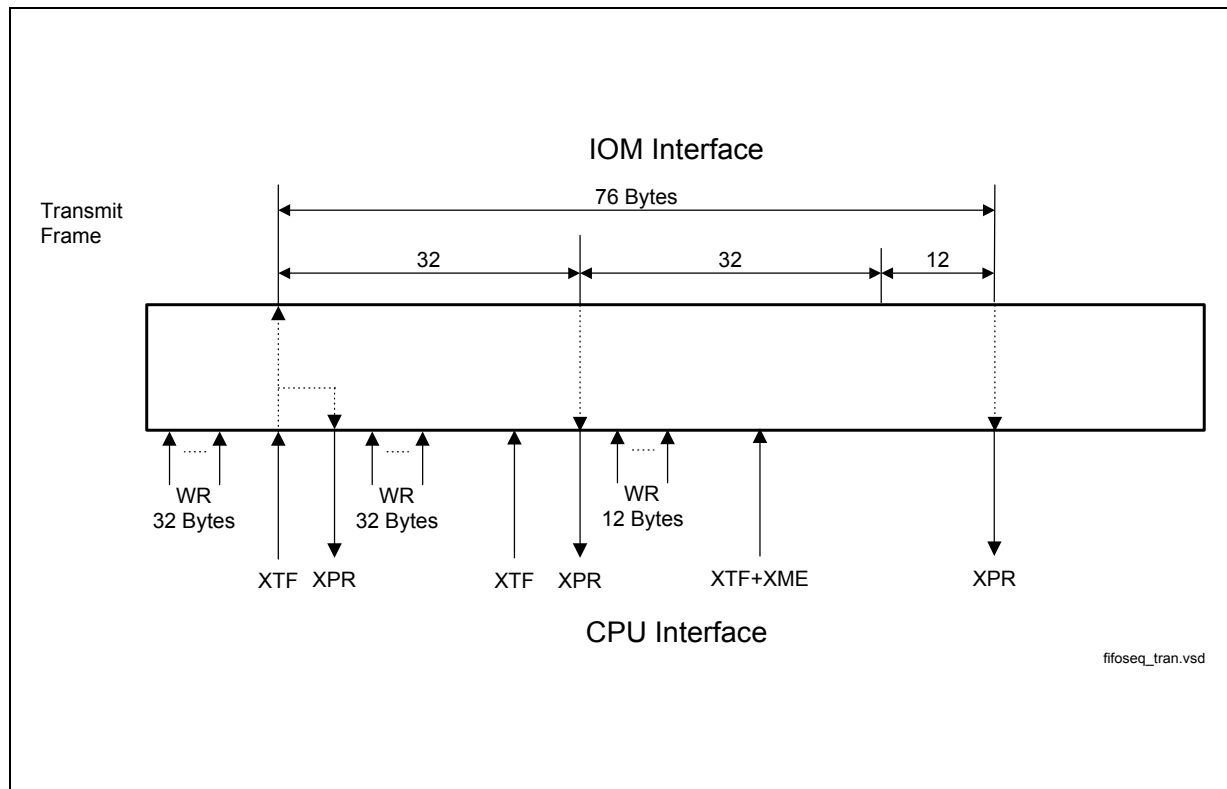 IOM Interface
76 Bytes
Transmit
Frame
32
32
12
.....
.....
.....
WR
32 Bytes
WR
32 Bytes
WR
12 Bytes
XTF
XPR
XTF
XPR
XTF+XME
XPR
CPU Interface
fifoseq_tran.vsd